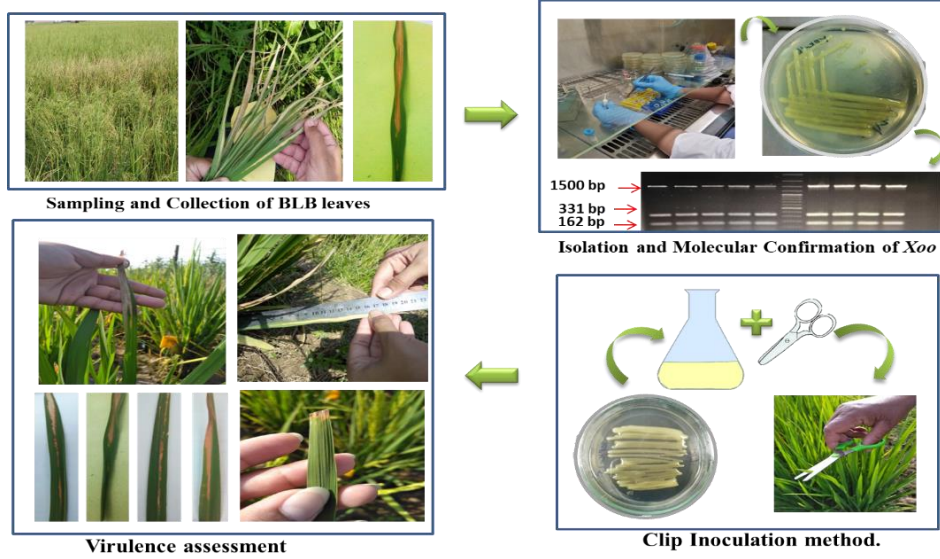 Sampling and Collection of BLB leaves
1500 bp
331 bp
162 bp
Isolation and Molecular Confirmation of Xoo
Clip Inoculation method.
Virulence assessment